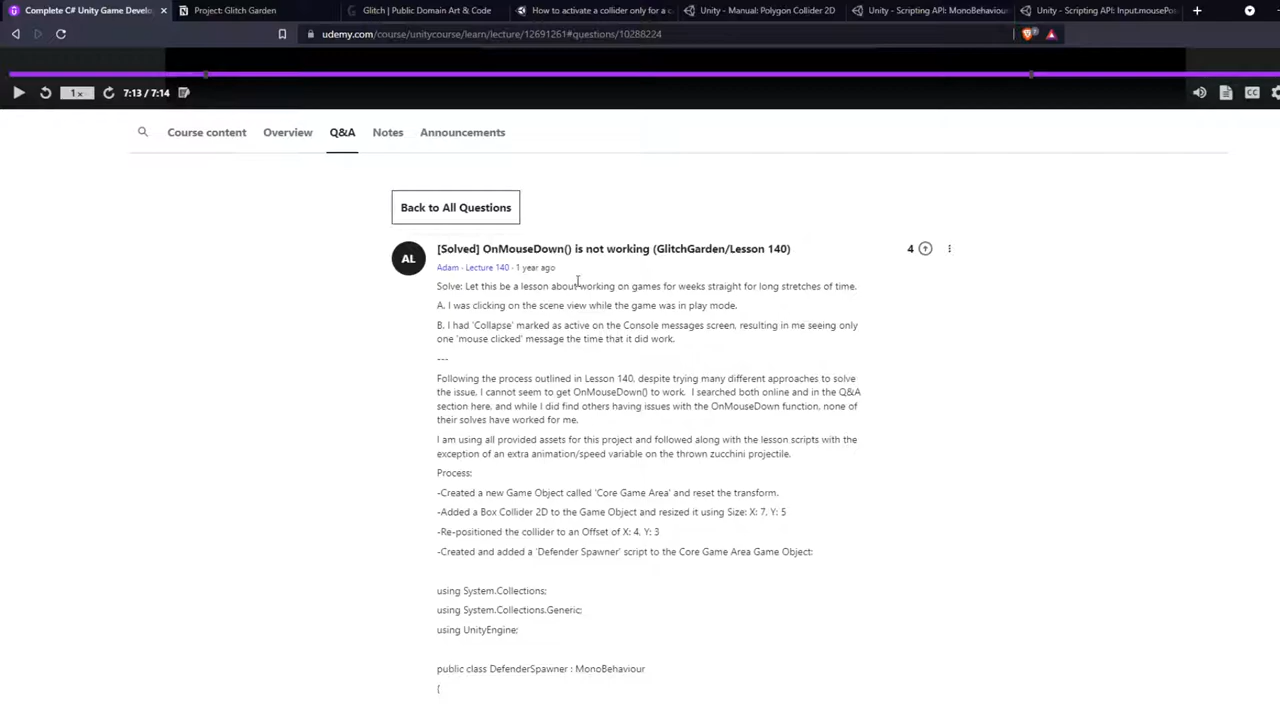 Complete C# Unity Game Develo
Project: Glitch Garden
Glitch | Public Domain Art & Code
How to activate a collider only for a c
Unity - Manual: Polygon Collider 2D
Unity - Scripting API: MonoBehaviou
Unity - Scripting API: Input.mousePos
udemy.com/course/unitycourse/learn/lecture/12691261#questions/10288224
1x
7:13 / 7:14
CC
Course content
Overview
Q&A
Notes
Announcements
Back to All Questions
AL
[Solved] OnMouseDown() is not working (GlitchGarden/Lesson 140)
4
Adam · Lecture 140 · 1 year ago
Solve: Let this be a lesson about working on games for weeks straight for long stretches of time.
A. I was clicking on the scene view while the game was in play mode.
B. I had 'Collapse' marked as active on the Console messages screen, resulting in me seeing only
one 'mouse clicked' message the time that it did work.
---
Following the process outlined in Lesson 140, despite trying many different approaches to solve
the issue, I cannot seem to get OnMouseDown() to work.  I searched both online and in the Q&A
section here, and while I did find others having issues with the OnMouseDown function, none of
their solves have worked for me.
I am using all provided assets for this project and followed along with the lesson scripts with the
exception of an extra animation/speed variable on the thrown zucchini projectile.
Process:
-Created a new Game Object called 'Core Game Area' and reset the transform.
-Added a Box Collider 2D to the Game Object and resized it using Size: X: 7, Y: 5
-Re-positioned the collider to an Offset of X: 4, Y: 3
-Created and added a 'Defender Spawner' script to the Core Game Area Game Object:
using System.Collections;
using System.Collections.Generic;
using UnityEngine;
public class DefenderSpawner : MonoBehaviour
{